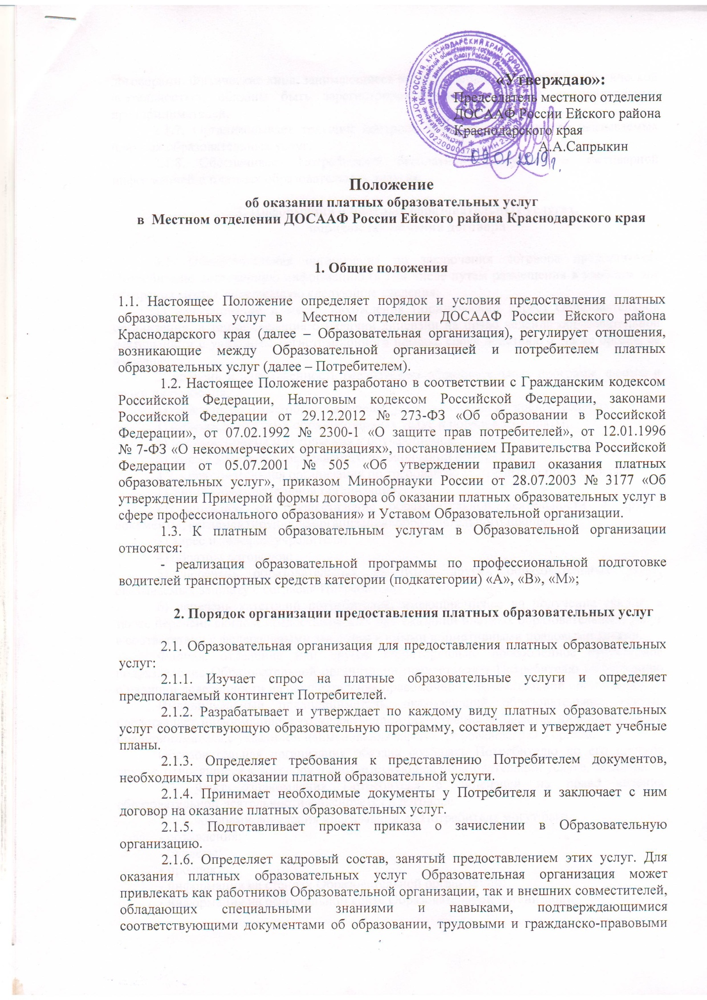 «Утверждаю»:
Председатель местного отделения
ДОСААФ России Ейского района
Краснодарского края
А.А.Сапрыкин
09.01.2019г.
Положение
об оказании платных образовательных услуг
в Местном отделении ДОСААФ России Ейского района Краснодарского края
1. Общие положения
1.1. Настоящее Положение определяет порядок и условия предоставления платных
образовательных услуг в Местном отделении ДОСААФ России Ейского района
Краснодарского края (далее – Образовательная организация), регулирует отношения,
возникающие между Образовательной организацией и потребителем платных
образовательных услуг (далее – Потребителем).
1.2. Настоящее Положение разработано в соответствии с Гражданским кодексом
Российской Федерации, Налоговым кодексом Российской Федерации, законами
Российской Федерации от 29.12.2012 № 273-ФЗ «Об образовании в Российской
Федерации», от 07.02.1992 № 2300-1 «О защите прав потребителей», от 12.01.1996
№ 7-ФЗ «О некоммерческих организациях», постановлением Правительства Российской
Федерации от 05.07.2001 № 505 «Об утверждении правил оказания платных
образовательных услуг», приказом Минобрнауки России от 28.07.2003 № 3177 «Об
утверждении Примерной формы договора об оказании платных образовательных услуг в
сфере профессионального образования» и Уставом Образовательной организации.
1.3. К платным образовательным услугам в Образовательной организации
относятся:
- реализация образовательной программы по профессиональной подготовке
водителей транспортных средств категории (подкатегории) «А», «В», «М»;
2. Порядок организации предоставления платных образовательных услуг
2.1. Образовательная организация для предоставления платных образовательных
услуг:
2.1.1. Изучает спрос на платные образовательные услуги и определяет
предполагаемый контингент Потребителей.
2.1.2. Разрабатывает и утверждает по каждому виду платных образовательных
услуг соответствующую образовательную программу, составляет и утверждает учебные
планы.
2.1.3. Определяет требования к представлению Потребителем документов,
необходимых при оказании платной образовательной услуги.
2.1.4. Принимает необходимые документы у Потребителя и заключает с ним
договор на оказание платных образовательных услуг.
2.1.5. Подготавливает проект приказа о зачислении в Образовательную
организацию.
2.1.6. Определяет кадровый состав, занятый предоставлением этих услуг. Для
оказания платных образовательных услуг Образовательная организация может
привлекать как работников Образовательной организации, так и внешних совместителей,
обладающих специальными знаниями и навыками, подтверждающимися
соответствующими документами об образовании, трудовыми и гражданско-правовыми